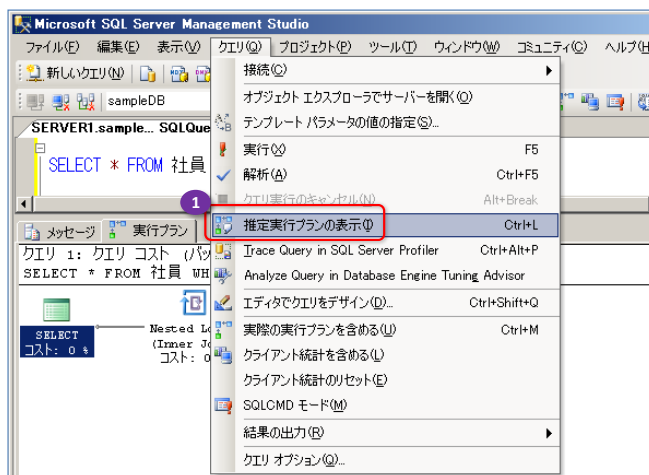 Microsoft SQL Server Management Studio
ファイル(F) 編集(E) 表示(V) クエリ(Q) プロジェクト(P) ツール(T) ウィンドウ(W) コミュニティ(C) ヘルプ(H
新しいクエリ(N)
sampleDB
SERVER1.sample... SQLQue
SELECT * FROM 社員
接続(C)
オブジェクト エクスプローラでサーバーを開く(O)
テンプレート パラメータの値の指定(S)...
実行(X) F5
解析(A) Ctrl+F5
クエリ実行のキャンセル(N) Alt+Break
1
推定実行プランの表示(I) Ctrl+L
Trace Query in SQL Server Profiler Ctrl+Alt+P
Analyze Query in Database Engine Tuning Advisor
エディタでクエリをデザイン(D)... Ctrl+Shift+Q
実際の実行プランを含める(U) Ctrl+M
クライアント統計を含める(L)
クライアント統計のリセット(E)
SQLCMD モード(M)
結果の出力(R)
クエリ オプション(Q)...
メッセージ 実行プラン
クエリ 1: クエリ コスト (バッ
SELECT * FROM 社員 WH
SELECT
コスト: 0 %
Nested Lo
(Inner Jo
コスト: 0